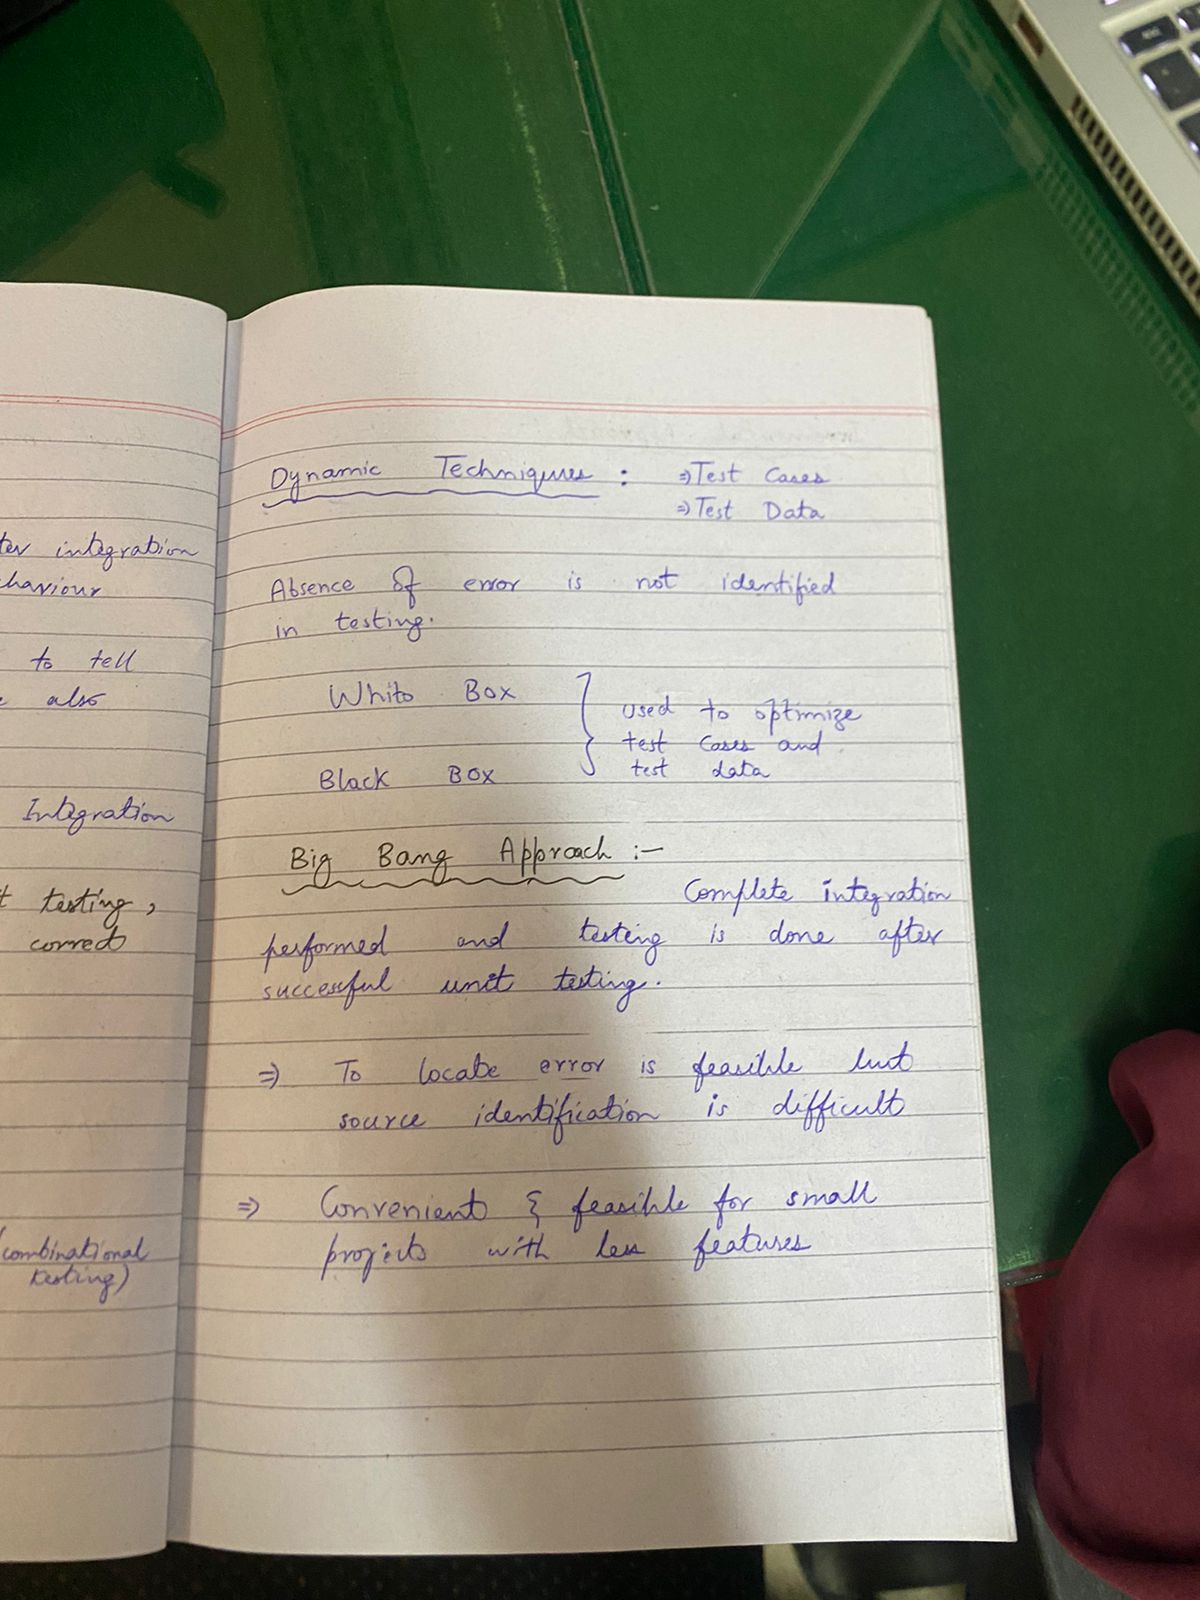 ter integration
haviour
to tell
also
Integration
testing,
correct
(combinational
testing)
Dynamic Techniques : ⇒ Test Cases
⇒ Test Data
Absence of error is not identified
in testing.
White Box
used to optimize
test cases and
test data
Black Box
Big Bang Approach :-
Complete integration
performed and testing is done after
successful unit testing.
⇒ To locate error is feasible but
source identification is difficult
⇒ Convenient & feasible for small
projects with less features